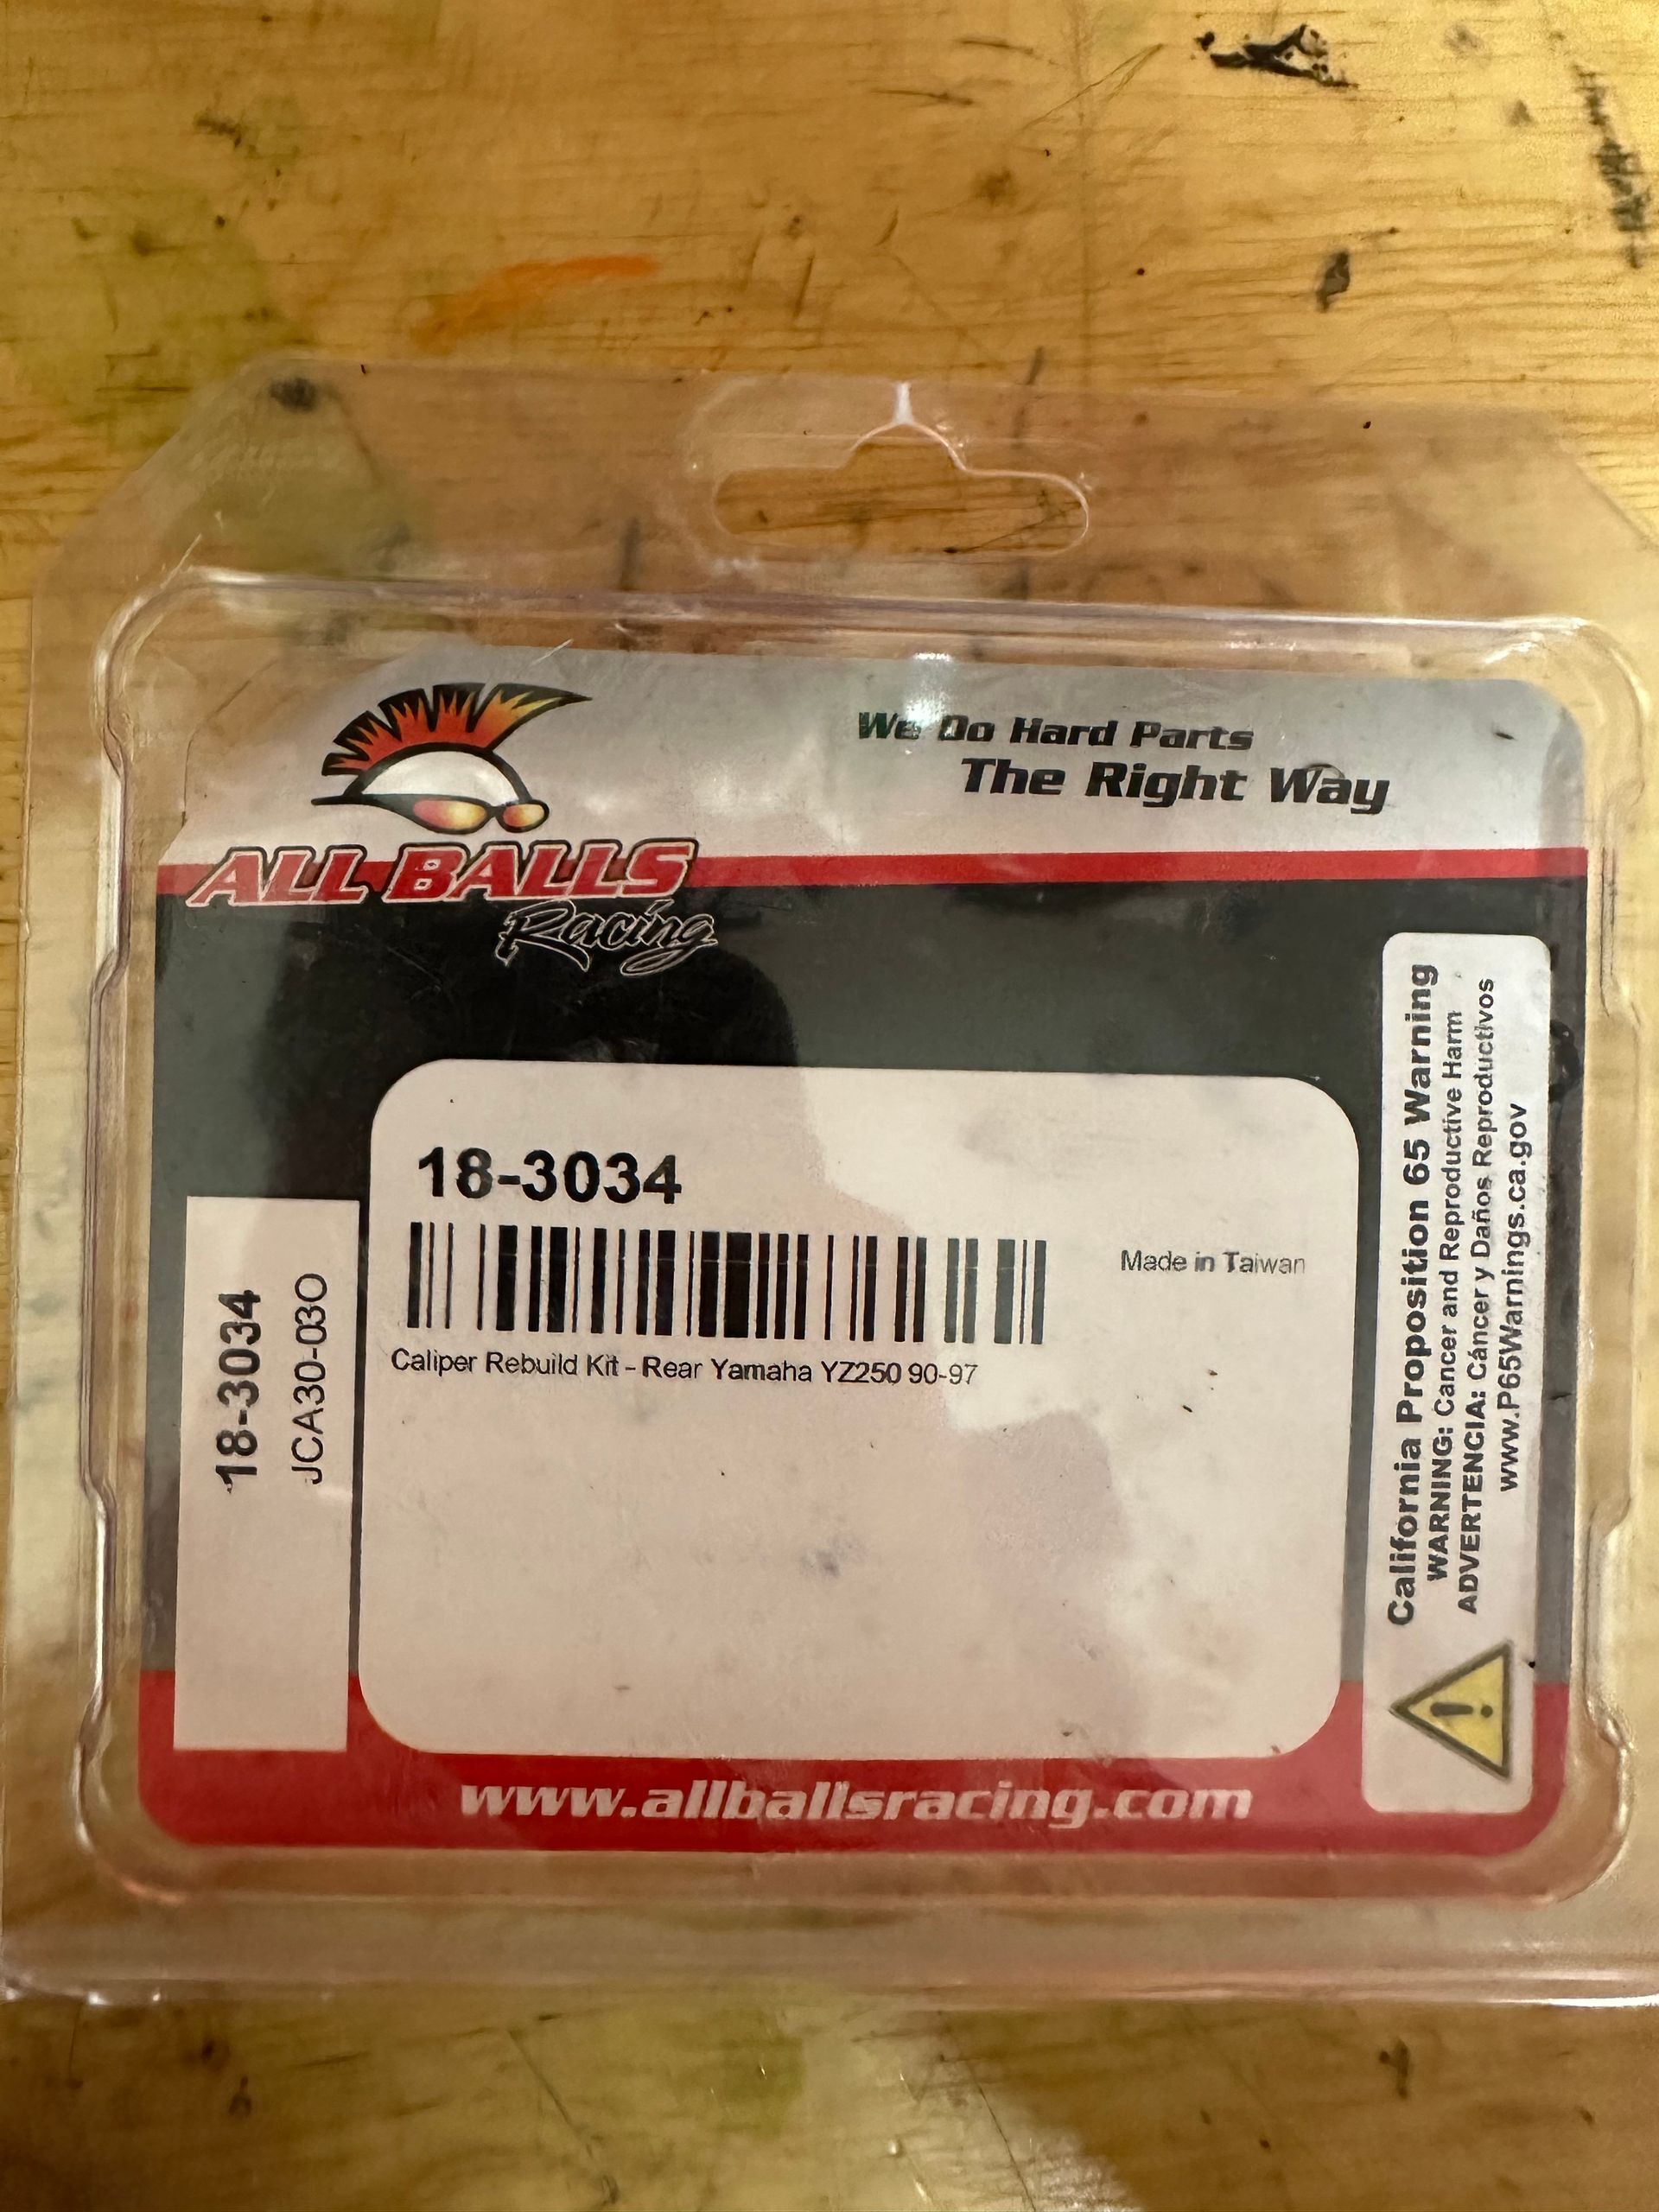 We Do Hard Parts
The Right Way
ALL BALLS
Racing
18-3034
Made in Taiwan
Caliper Rebuild Kit - Rear Yamaha YZ250 90-97
18-3034
JCA30-03O
California Proposition 65 Warning
WARNING: Cancer and Reproductive Harm
ADVERTENCIA: Cáncer y Daños Reproductivos
www.P65Warnings.ca.gov
www.allballsracing.com